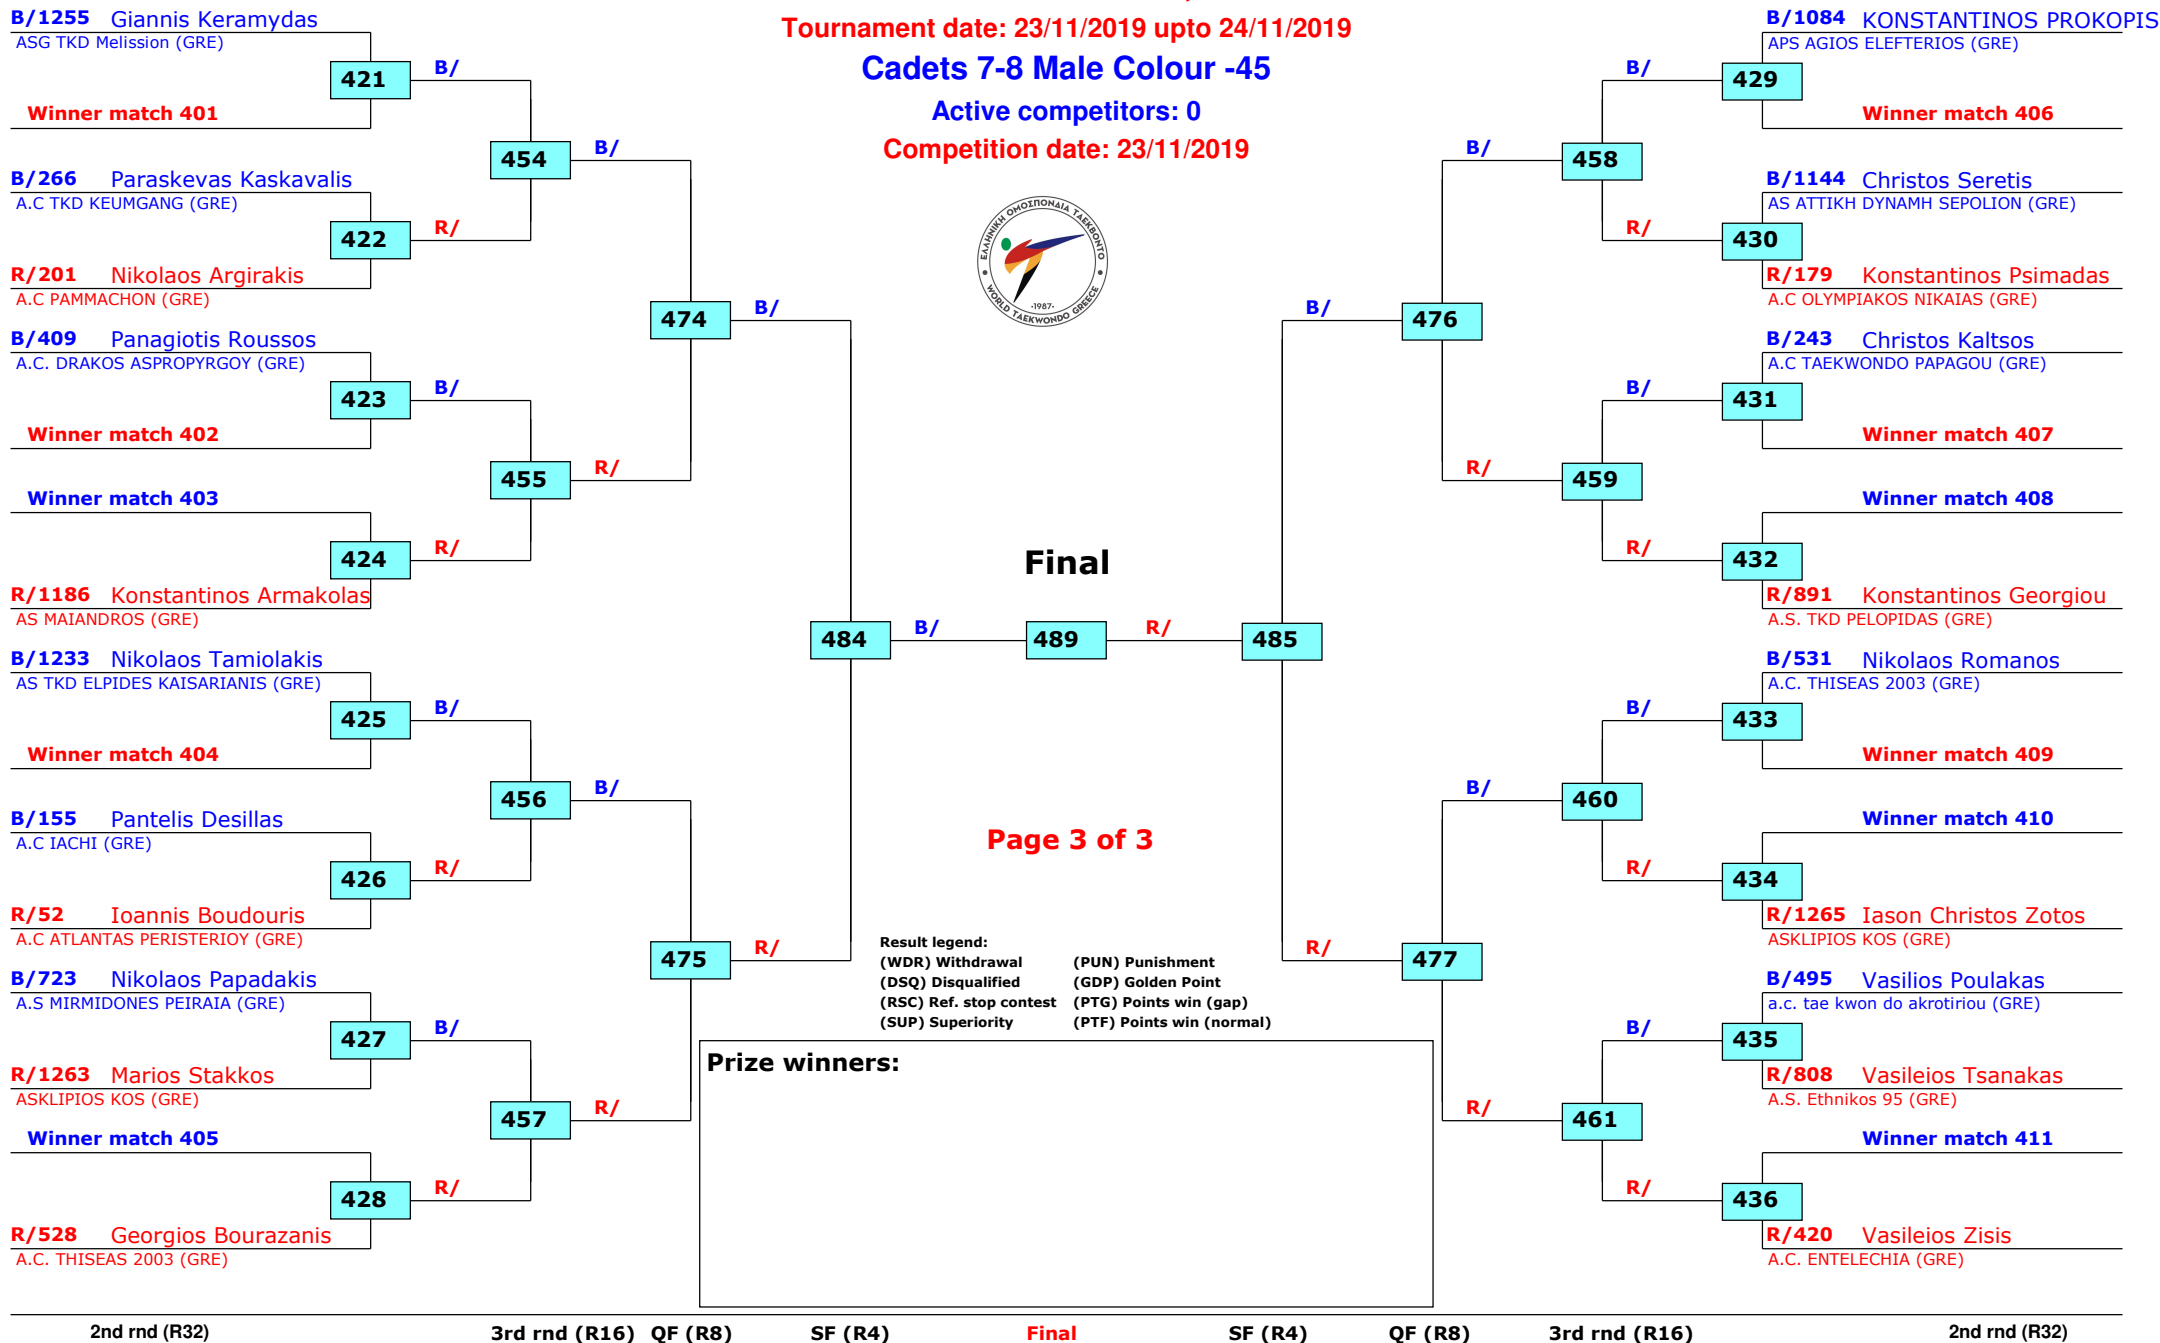 Tournament date: 23/11/2019 upto 24/11/2019
Cadets 7-8 Male Colour -45
Active competitors: 0
Competition date: 23/11/2019
ΕΛΛΗΝΙΚΗ ΟΜΟΣΠΟΝΔΙΑ ΤΑΕΚΒΟΝΤΟ
WORLD TAEKWONDO GREECE
·1987·
B/1255 Giannis Keramydas
ASG TKD Melission (GRE)
421
B/
Winner match 401
454
B/
B/266 Paraskevas Kaskavalis
A.C TKD KEUMGANG (GRE)
422
R/
R/201 Nikolaos Argirakis
A.C PAMMACHON (GRE)
474
B/
B/409 Panagiotis Roussos
A.C. DRAKOS ASPROPYRGOY (GRE)
423
B/
Winner match 402
455
R/
Winner match 403
424
R/
R/1186 Konstantinos Armakolas
AS MAIANDROS (GRE)
484
B/
B/1233 Nikolaos Tamiolakis
AS TKD ELPIDES KAISARIANIS (GRE)
425
B/
Winner match 404
456
B/
B/155 Pantelis Desillas
A.C IACHI (GRE)
426
R/
R/52 Ioannis Boudouris
A.C ATLANTAS PERISTERIOY (GRE)
475
R/
B/723 Nikolaos Papadakis
A.S MIRMIDONES PEIRAIA (GRE)
427
B/
R/1263 Marios Stakkos
ASKLIPIOS KOS (GRE)
457
R/
Winner match 405
428
R/
R/528 Georgios Bourazanis
A.C. THISEAS 2003 (GRE)
Final
489
R/
485
Page 3 of 3
B/1084 KONSTANTINOS PROKOPIS
APS AGIOS ELEFTERIOS (GRE)
B/
429
Winner match 406
B/
458
B/1144 Christos Seretis
AS ATTIKH DYNAMH SEPOLION (GRE)
R/
430
R/179 Konstantinos Psimadas
A.C OLYMPIAKOS NIKAIAS (GRE)
B/
476
B/243 Christos Kaltsos
A.C TAEKWONDO PAPAGOU (GRE)
B/
431
Winner match 407
R/
459
Winner match 408
R/
432
R/891 Konstantinos Georgiou
A.S. TKD PELOPIDAS (GRE)
B/531 Nikolaos Romanos
A.C. THISEAS 2003 (GRE)
B/
433
Winner match 409
B/
460
Winner match 410
R/
434
R/1265 Iason Christos Zotos
ASKLIPIOS KOS (GRE)
R/
477
B/495 Vasilios Poulakas
a.c. tae kwon do akrotiriou (GRE)
B/
435
R/808 Vasileios Tsanakas
A.S. Ethnikos 95 (GRE)
R/
461
Winner match 411
R/
436
R/420 Vasileios Zisis
A.C. ENTELECHIA (GRE)
Result legend:
(WDR) Withdrawal (PUN) Punishment
(DSQ) Disqualified (GDP) Golden Point
(RSC) Ref. stop contest (PTG) Points win (gap)
(SUP) Superiority (PTF) Points win (normal)
Prize winners:
2nd rnd (R32) 3rd rnd (R16) QF (R8) SF (R4) Final SF (R4) QF (R8) 3rd rnd (R16) 2nd rnd (R32)